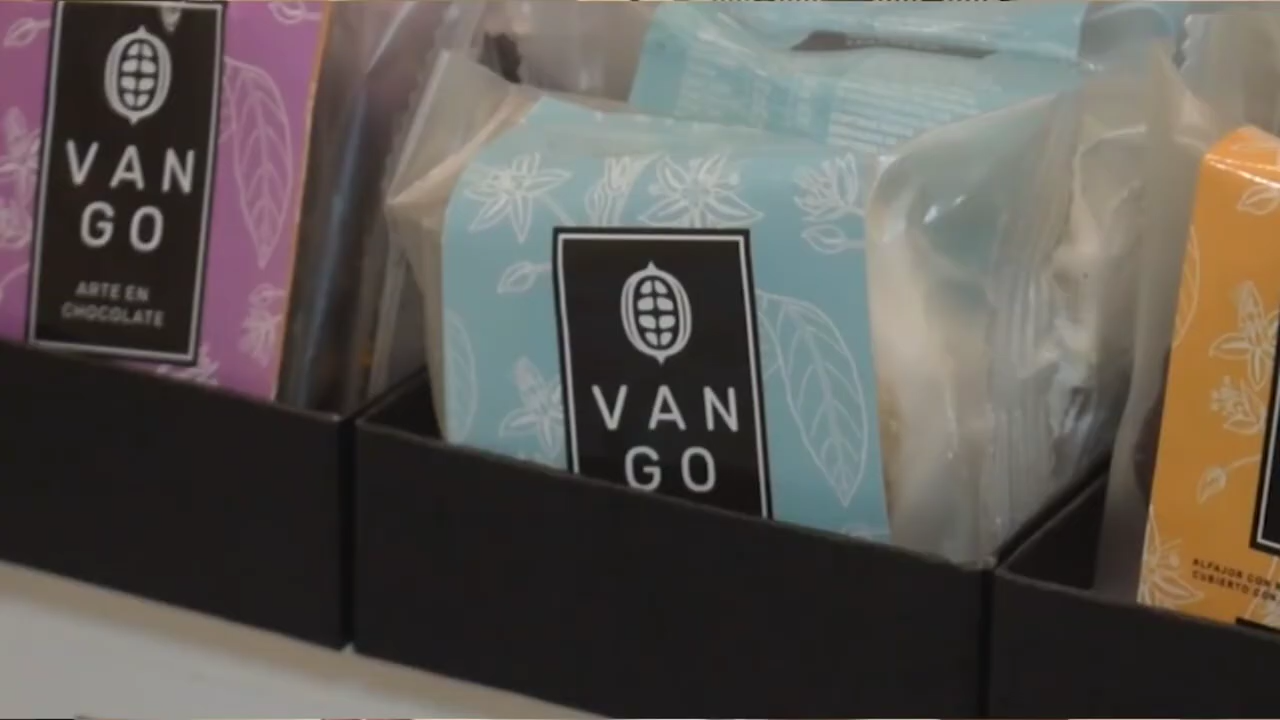 VAN
GO
ARTE EN
CHOCOLATE
VAN
GO
ALFAJOR CON
CUBIERTO CON